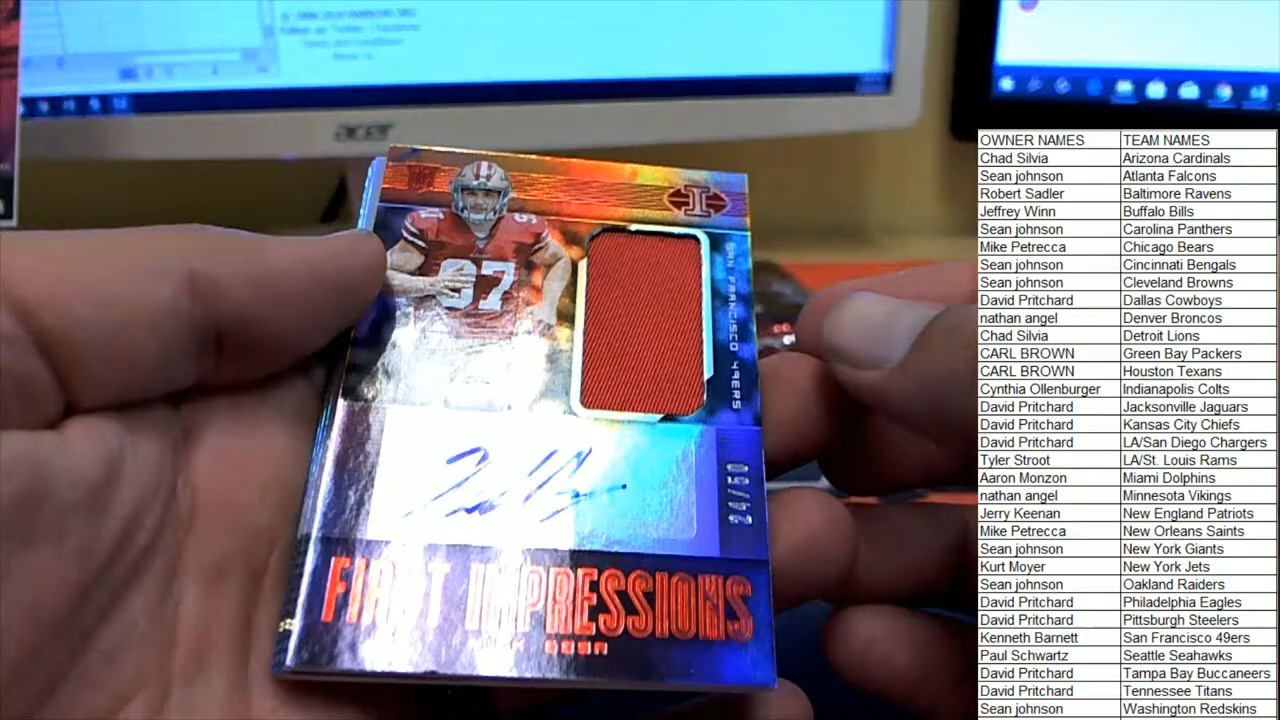 acer
97
SAN FRANCISCO 49ERS
24/50
FIRST IMPRESSIONS
OWNER NAMES TEAM NAMES
Chad Silvia Arizona Cardinals
Sean johnson Atlanta Falcons
Robert Sadler Baltimore Ravens
Jeffrey Winn Buffalo Bills
Sean johnson Carolina Panthers
Mike Petrecca Chicago Bears
Sean johnson Cincinnati Bengals
Sean johnson Cleveland Browns
David Pritchard Dallas Cowboys
nathan angel Denver Broncos
Chad Silvia Detroit Lions
CARL BROWN Green Bay Packers
CARL BROWN Houston Texans
Cynthia Ollenburger Indianapolis Colts
David Pritchard Jacksonville Jaguars
David Pritchard Kansas City Chiefs
David Pritchard LA/San Diego Chargers
Tyler Stroot LA/St. Louis Rams
Aaron Monzon Miami Dolphins
nathan angel Minnesota Vikings
Jerry Keenan New England Patriots
Mike Petrecca New Orleans Saints
Sean johnson New York Giants
Kurt Moyer New York Jets
Sean johnson Oakland Raiders
David Pritchard Philadelphia Eagles
David Pritchard Pittsburgh Steelers
Kenneth Barnett San Francisco 49ers
Paul Schwartz Seattle Seahawks
David Pritchard Tampa Bay Buccaneers
David Pritchard Tennessee Titans
Sean johnson Washington Redskins